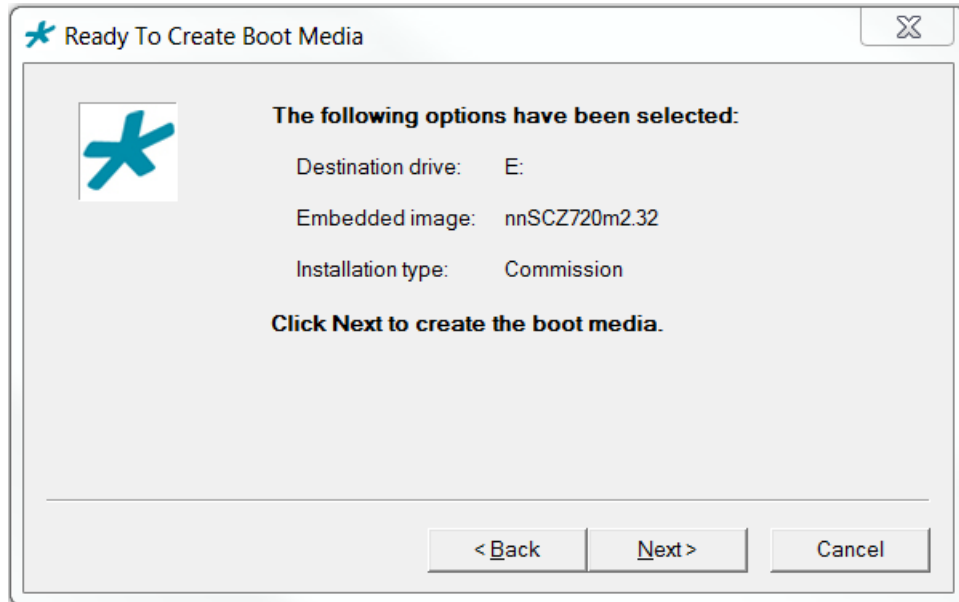 Ready To Create Boot Media
The following options have been selected:
Destination drive: E:
Embedded image: nnSCZ720m2.32
Installation type: Commission
Click Next to create the boot media.
< Back Next > Cancel